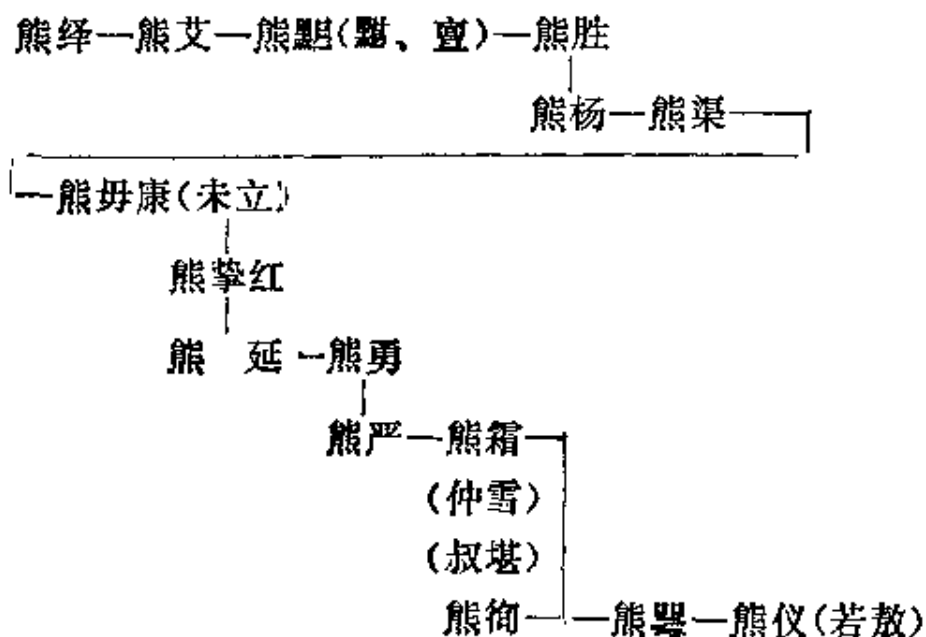 熊绎—熊艾—熊䵣(䵝、亶)—熊胜
熊杨—熊渠
熊毋康(未立)
熊挚红
熊 延—熊勇
熊严—熊霜
(仲雪)
(叔堪)
熊徇—熊咢—熊仪(若敖)